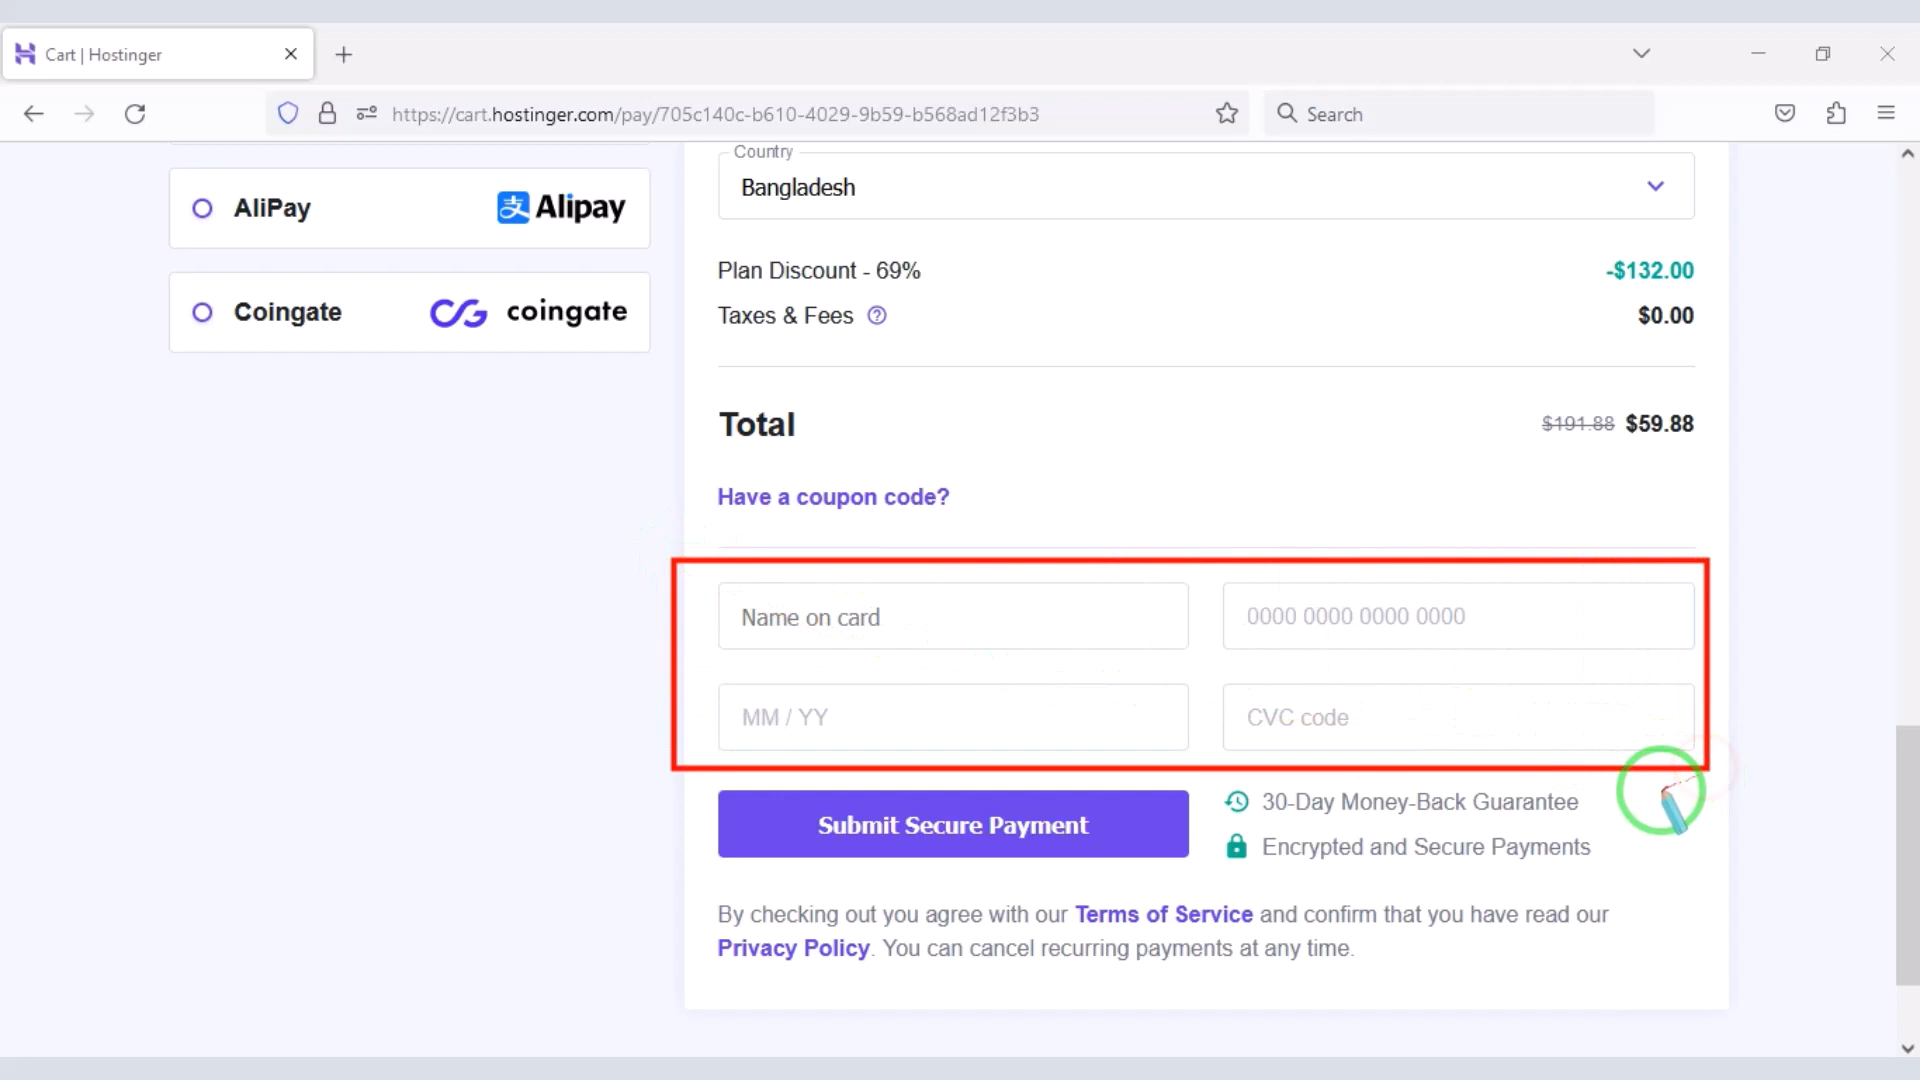 Cart | Hostinger
https://cart.hostinger.com/pay/705c140c-b610-4029-9b59-b568ad12f3b3
Search
AliPay
支 Alipay
Coingate
CG coingate
Country
Bangladesh
Plan Discount - 69% -$132.00
Taxes & Fees ? $0.00
Total $191.88 $59.88
Have a coupon code?
Name on card
0000 0000 0000 0000
MM / YY
CVC code
Submit Secure Payment
30-Day Money-Back Guarantee
Encrypted and Secure Payments
By checking out you agree with our Terms of Service and confirm that you have read our
Privacy Policy. You can cancel recurring payments at any time.